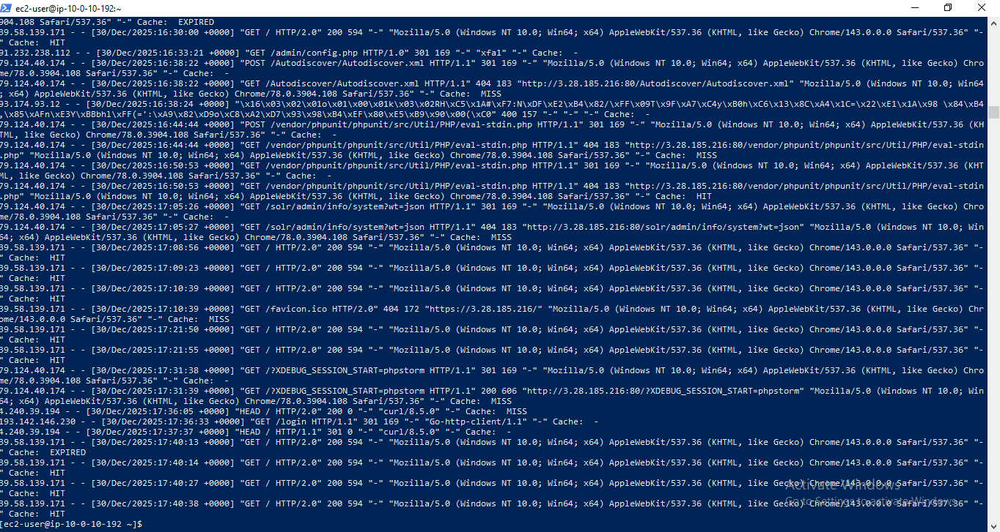 ec2-user@ip-10-0-10-192:~
904.108 Safari/537.36" "-" Cache:  EXPIRED
39.58.139.171 - - [30/Dec/2025:16:30:00 +0000] "GET / HTTP/2.0" 200 594 "-" "Mozilla/5.0 (Windows NT 10.0; Win64; x64) AppleWebKit/537.36 (KHTML, like Gecko) Chrome/143.0.0.0 Safari/537.36" "-
" Cache:  HIT
91.232.238.112 - - [30/Dec/2025:16:33:21 +0000] "GET /admin/config.php HTTP/1.0" 301 169 "-" "xfa1" "-" Cache:  -
79.124.40.174 - - [30/Dec/2025:16:38:22 +0000] "POST /Autodiscover/Autodiscover.xml HTTP/1.1" 301 169 "-" "Mozilla/5.0 (Windows NT 10.0; Win64; x64) AppleWebKit/537.36 (KHTML, like Gecko) Chro
me/78.0.3904.108 Safari/537.36" "-" Cache:  -
79.124.40.174 - - [30/Dec/2025:16:38:22 +0000] "GET /Autodiscover/Autodiscover.xml HTTP/1.1" 404 183 "http://3.28.185.216:80/Autodiscover/Autodiscover.xml" "Mozilla/5.0 (Windows NT 10.0; Win64
; x64) AppleWebKit/537.36 (KHTML, like Gecko) Chrome/78.0.3904.108 Safari/537.36" "-" Cache:  MISS
93.174.93.12 - - [30/Dec/2025:16:38:24 +0000] "\x16\x03\x02\x01o\x01\x00\x01k\x03\x02RH\xC5\x1A#\xF7:N\xDF\xE2\xB4\x82/\xFF\x09T\x9F\xA7\xC4y\xB0h\xC6\x13\x8C\xA4\x1C=\x22\xE1\x1A\x98 \x84\xB4
,\x85\xAFn\xE3Y\xBBbhl\xFF(=':\xA9\x82\xD9o\xC8\xA2\xD7\x93\x98\xB4\xEF\x80\xE5\xB9\x90\x00(\xC0" 400 157 "-" "-" "-" Cache:  -
79.124.40.174 - - [30/Dec/2025:16:44:44 +0000] "POST /vendor/phpunit/phpunit/src/Util/PHP/eval-stdin.php HTTP/1.1" 301 169 "-" "Mozilla/5.0 (Windows NT 10.0; Win64; x64) AppleWebKit/537.36 (KH
TML, like Gecko) Chrome/78.0.3904.108 Safari/537.36" "-" Cache:  -
79.124.40.174 - - [30/Dec/2025:16:44:44 +0000] "GET /vendor/phpunit/phpunit/src/Util/PHP/eval-stdin.php HTTP/1.1" 404 183 "http://3.28.185.216:80/vendor/phpunit/phpunit/src/Util/PHP/eval-stdin
.php" "Mozilla/5.0 (Windows NT 10.0; Win64; x64) AppleWebKit/537.36 (KHTML, like Gecko) Chrome/78.0.3904.108 Safari/537.36" "-" Cache:  MISS
79.124.40.174 - - [30/Dec/2025:16:50:53 +0000] "GET /vendor/phpunit/phpunit/src/Util/PHP/eval-stdin.php HTTP/1.1" 301 169 "-" "Mozilla/5.0 (Windows NT 10.0; Win64; x64) AppleWebKit/537.36 (KHT
ML, like Gecko) Chrome/78.0.3904.108 Safari/537.36" "-" Cache:  -
79.124.40.174 - - [30/Dec/2025:16:50:53 +0000] "GET /vendor/phpunit/phpunit/src/Util/PHP/eval-stdin.php HTTP/1.1" 404 183 "http://3.28.185.216:80/vendor/phpunit/phpunit/src/Util/PHP/eval-stdin
.php" "Mozilla/5.0 (Windows NT 10.0; Win64; x64) AppleWebKit/537.36 (KHTML, like Gecko) Chrome/78.0.3904.108 Safari/537.36" "-" Cache:  HIT
79.124.40.174 - - [30/Dec/2025:17:05:26 +0000] "GET /solr/admin/info/system?wt=json HTTP/1.1" 301 169 "-" "Mozilla/5.0 (Windows NT 10.0; Win64; x64) AppleWebKit/537.36 (KHTML, like Gecko) Chro
me/78.0.3904.108 Safari/537.36" "-" Cache:  -
79.124.40.174 - - [30/Dec/2025:17:05:27 +0000] "GET /solr/admin/info/system?wt=json HTTP/1.1" 404 183 "http://3.28.185.216:80/solr/admin/info/system?wt=json" "Mozilla/5.0 (Windows NT 10.0; Win
64; x64) AppleWebKit/537.36 (KHTML, like Gecko) Chrome/78.0.3904.108 Safari/537.36" "-" Cache:  MISS
39.58.139.171 - - [30/Dec/2025:17:08:56 +0000] "GET / HTTP/2.0" 200 594 "-" "Mozilla/5.0 (Windows NT 10.0; Win64; x64) AppleWebKit/537.36 (KHTML, like Gecko) Chrome/143.0.0.0 Safari/537.36" "-
" Cache:  HIT
39.58.139.171 - - [30/Dec/2025:17:09:23 +0000] "GET / HTTP/2.0" 200 594 "-" "Mozilla/5.0 (Windows NT 10.0; Win64; x64) AppleWebKit/537.36 (KHTML, like Gecko) Chrome/143.0.0.0 Safari/537.36" "-
" Cache:  HIT
39.58.139.171 - - [30/Dec/2025:17:10:39 +0000] "GET / HTTP/2.0" 200 594 "-" "Mozilla/5.0 (Windows NT 10.0; Win64; x64) AppleWebKit/537.36 (KHTML, like Gecko) Chrome/143.0.0.0 Safari/537.36" "-
" Cache:  HIT
39.58.139.171 - - [30/Dec/2025:17:10:39 +0000] "GET /favicon.ico HTTP/2.0" 404 172 "https://3.28.185.216/" "Mozilla/5.0 (Windows NT 10.0; Win64; x64) AppleWebKit/537.36 (KHTML, like Gecko) Chr
ome/143.0.0.0 Safari/537.36" "-" Cache:  MISS
39.58.139.171 - - [30/Dec/2025:17:21:50 +0000] "GET / HTTP/2.0" 200 594 "-" "Mozilla/5.0 (Windows NT 10.0; Win64; x64) AppleWebKit/537.36 (KHTML, like Gecko) Chrome/143.0.0.0 Safari/537.36" "-
" Cache:  HIT
39.58.139.171 - - [30/Dec/2025:17:21:55 +0000] "GET / HTTP/2.0" 200 594 "-" "Mozilla/5.0 (Windows NT 10.0; Win64; x64) AppleWebKit/537.36 (KHTML, like Gecko) Chrome/143.0.0.0 Safari/537.36" "-
" Cache:  HIT
79.124.40.174 - - [30/Dec/2025:17:31:38 +0000] "GET /?XDEBUG_SESSION_START=phpstorm HTTP/1.1" 301 169 "-" "Mozilla/5.0 (Windows NT 10.0; Win64; x64) AppleWebKit/537.36 (KHTML, like Gecko) Chro
me/78.0.3904.108 Safari/537.36" "-" Cache:  -
79.124.40.174 - - [30/Dec/2025:17:31:39 +0000] "GET /?XDEBUG_SESSION_START=phpstorm HTTP/1.1" 200 606 "http://3.28.185.216:80/?XDEBUG_SESSION_START=phpstorm" "Mozilla/5.0 (Windows NT 10.0; Win
64; x64) AppleWebKit/537.36 (KHTML, like Gecko) Chrome/78.0.3904.108 Safari/537.36" "-" Cache:  MISS
4.240.39.194 - - [30/Dec/2025:17:36:05 +0000] "HEAD / HTTP/2.0" 200 0 "-" "curl/8.5.0" "-" Cache:  MISS
193.142.146.230 - - [30/Dec/2025:17:36:33 +0000] "GET /login HTTP/1.1" 301 169 "-" "Go-http-client/1.1" "-" Cache:  -
4.240.39.194 - - [30/Dec/2025:17:37:37 +0000] "HEAD / HTTP/1.1" 301 0 "-" "curl/8.5.0" "-" Cache:  -
39.58.139.171 - - [30/Dec/2025:17:40:13 +0000] "GET / HTTP/2.0" 200 594 "-" "Mozilla/5.0 (Windows NT 10.0; Win64; x64) AppleWebKit/537.36 (KHTML, like Gecko) Chrome/143.0.0.0 Safari/537.36" "-
" Cache:  EXPIRED
39.58.139.171 - - [30/Dec/2025:17:40:14 +0000] "GET / HTTP/2.0" 200 594 "-" "Mozilla/5.0 (Windows NT 10.0; Win64; x64) AppleWebKit/537.36 (KHTML, like Gecko) Chrome/143.0.0.0 Safari/537.36" "-
" Cache:  HIT
39.58.139.171 - - [30/Dec/2025:17:40:27 +0000] "GET / HTTP/2.0" 200 594 "-" "Mozilla/5.0 (Windows NT 10.0; Win64; x64) AppleWebKit/537.36 (KHTML, like Gecko) Chrome/143.0.0.0 Safari/537.36" "-
" Cache:  HIT
39.58.139.171 - - [30/Dec/2025:17:40:38 +0000] "GET / HTTP/2.0" 200 594 "-" "Mozilla/5.0 (Windows NT 10.0; Win64; x64) AppleWebKit/537.36 (KHTML, like Gecko) Chrome/143.0.0.0 Safari/537.36" "-
" Cache:  HIT
[ec2-user@ip-10-0-10-192 ~]$
Activate Windows
Go to Settings to activate Windows.